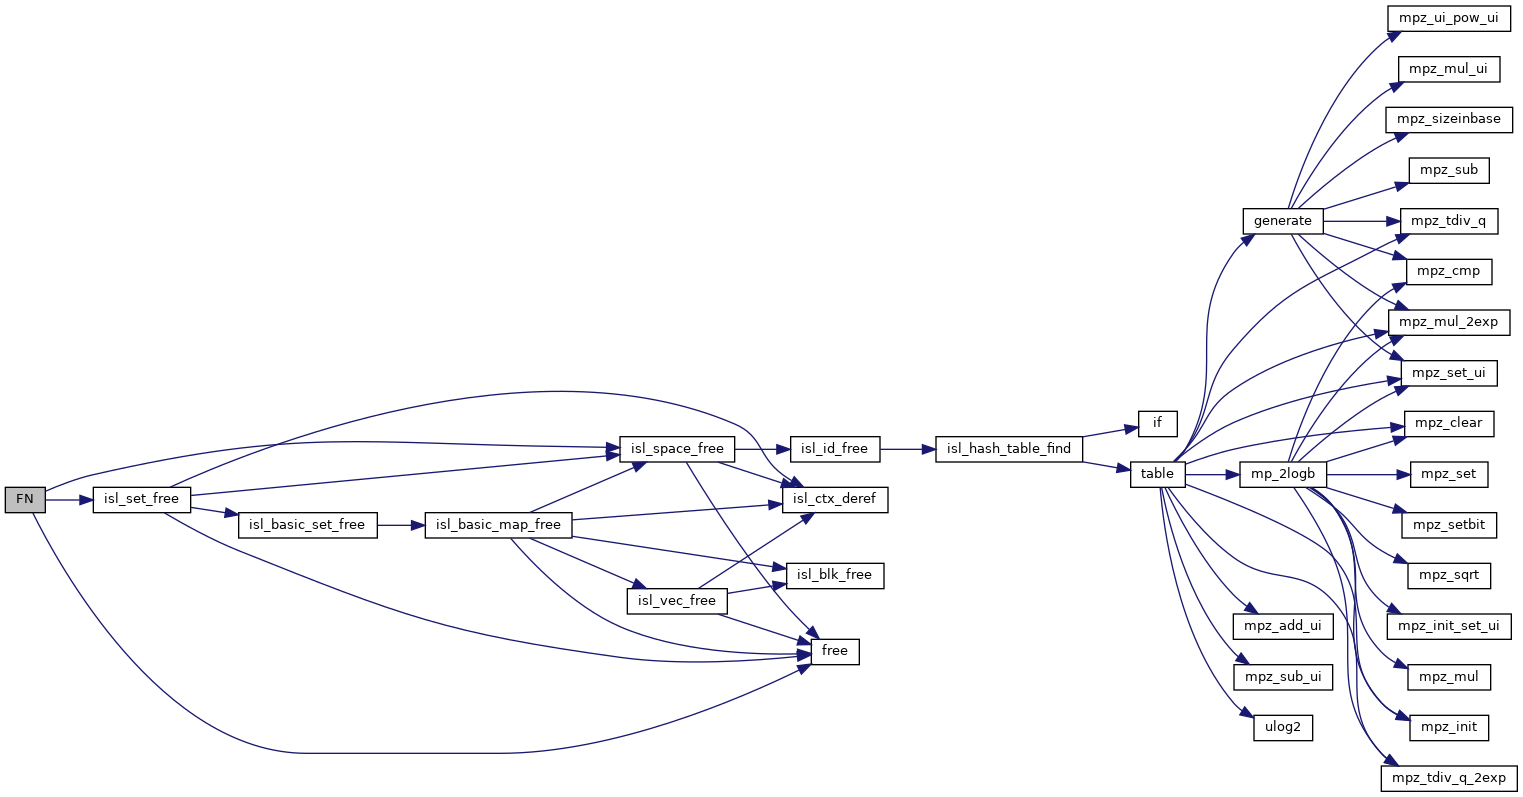 FN
isl_set_free
isl_basic_set_free
isl_basic_map_free
isl_space_free
isl_vec_free
isl_id_free
isl_ctx_deref
isl_blk_free
free
isl_hash_table_find
if
table
generate
mp_2logb
mpz_add_ui
mpz_sub_ui
ulog2
mpz_ui_pow_ui
mpz_mul_ui
mpz_sizeinbase
mpz_sub
mpz_tdiv_q
mpz_cmp
mpz_mul_2exp
mpz_set_ui
mpz_clear
mpz_set
mpz_setbit
mpz_sqrt
mpz_init_set_ui
mpz_mul
mpz_init
mpz_tdiv_q_2exp